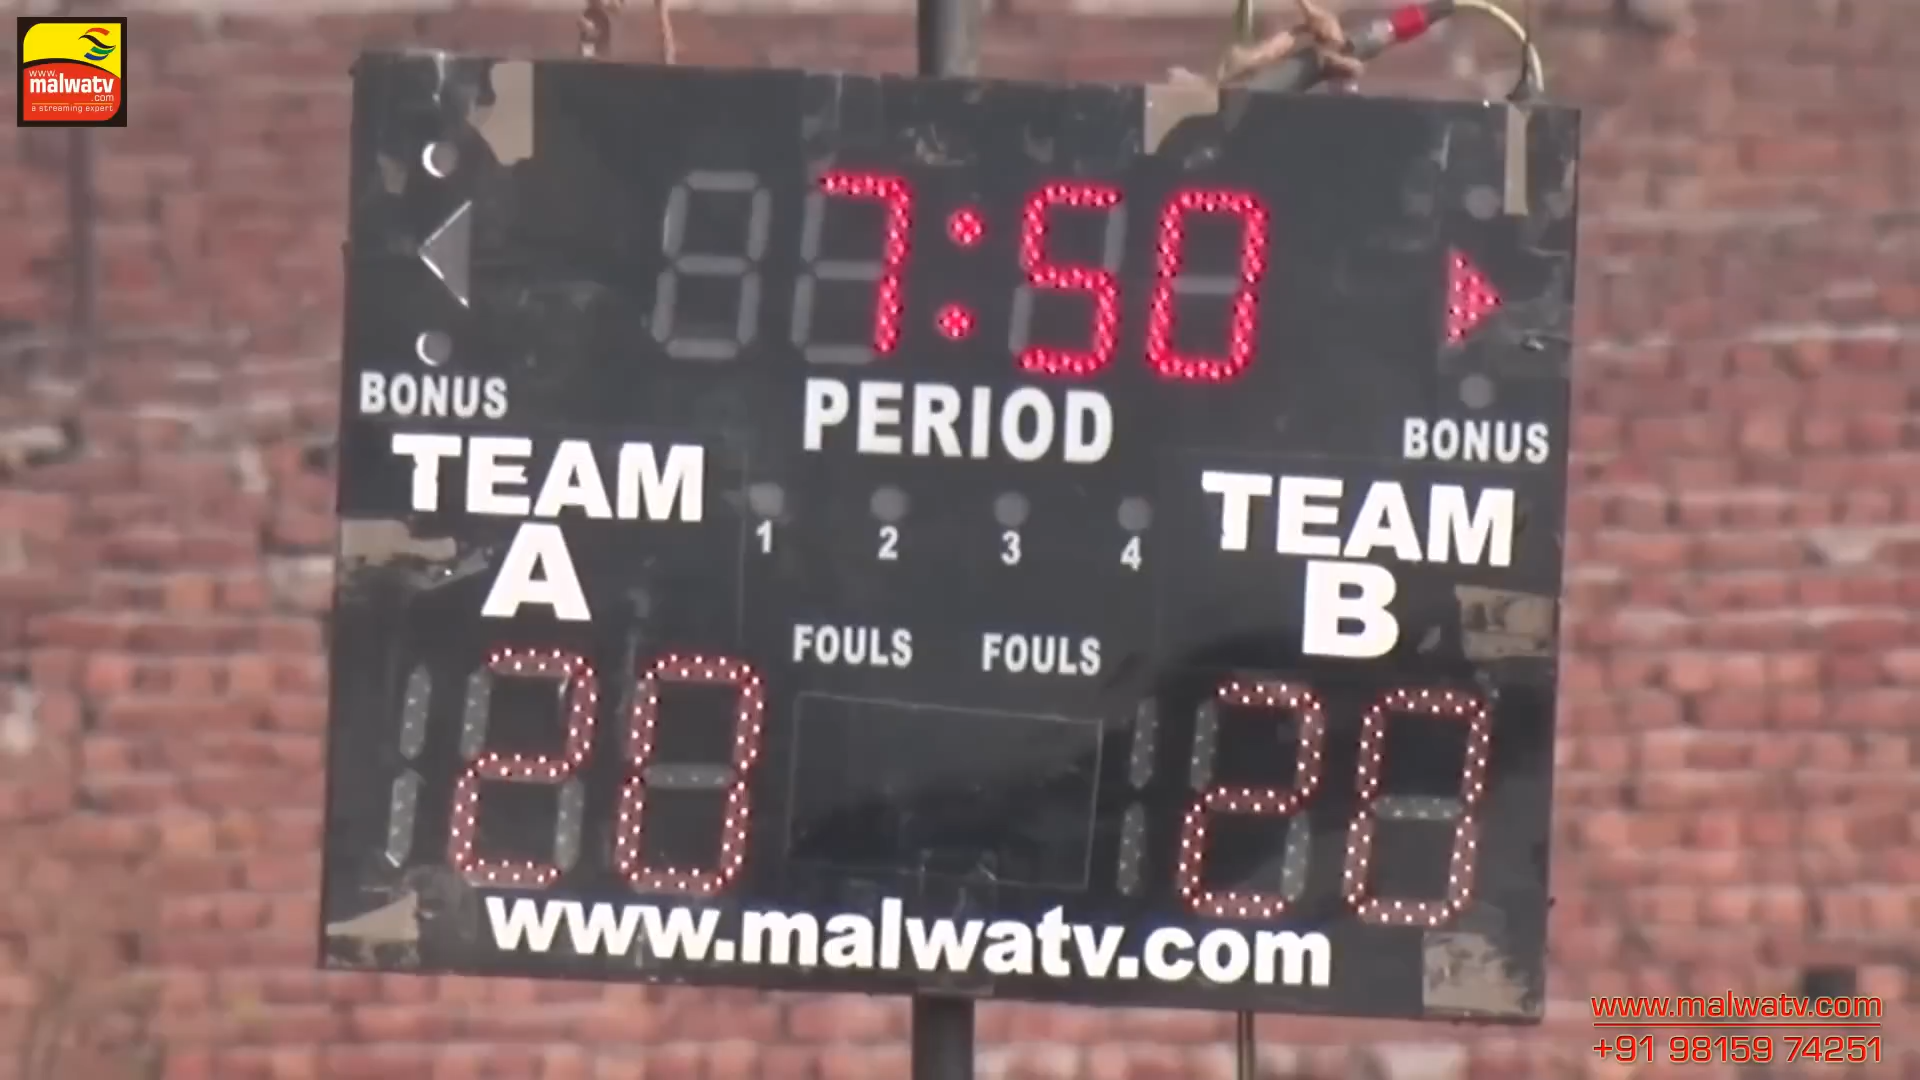 www.
malwatv
.com
a streaming expert
7:50
BONUS
PERIOD
BONUS
TEAM
A
1 2 3 4
TEAM
B
FOULS FOULS
20
20
www.malwatv.com
www.malwatv.com
+91 98159 74251